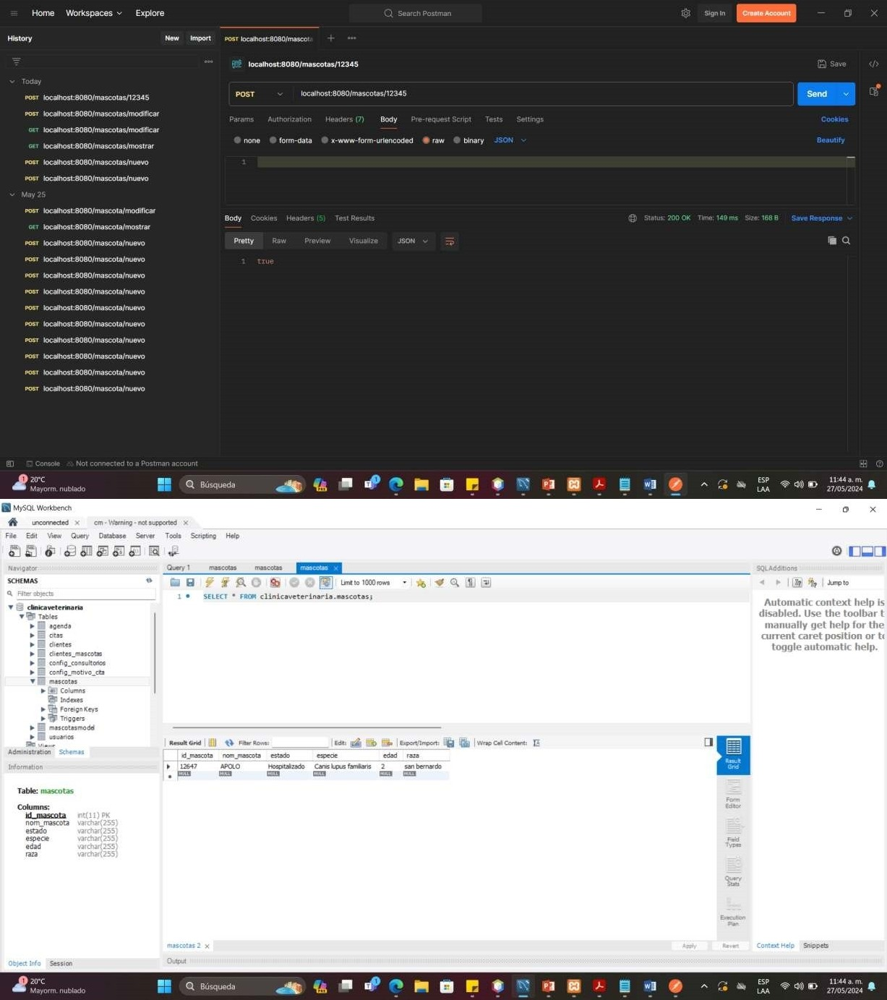 Home Workspaces Explore Search Postman Sign In Create Account
History New Import POST localhost:8080/mascota
localhost:8080/mascotas/12345 Save
Today
POST localhost:8080/mascotas/12345
POST localhost:8080/mascotas/modificar
GET localhost:8080/mascotas/modificar
GET localhost:8080/mascotas/mostrar
POST localhost:8080/mascotas/nuevo
POST localhost:8080/mascotas/nuevo
May 25
POST localhost:8080/mascota/modificar
GET localhost:8080/mascota/mostrar
POST localhost:8080/mascota/nuevo
POST localhost:8080/mascota/nuevo
POST localhost:8080/mascota/nuevo
POST localhost:8080/mascota/nuevo
POST localhost:8080/mascota/nuevo
POST localhost:8080/mascota/nuevo
POST localhost:8080/mascota/nuevo
POST localhost:8080/mascota/nuevo
POST localhost:8080/mascota/nuevo
POST localhost:8080/mascota/nuevo
POST localhost:8080/mascotas/12345 Send
Params Authorization Headers (7) Body Pre-request Script Tests Settings Cookies
none form-data x-www-form-urlencoded raw binary JSON Beautify
1
Body Cookies Headers (5) Test Results Status: 200 OK Time: 149 ms Size: 168 B Save Response
Pretty Raw Preview Visualize JSON
1 true
Console Not connected to a Postman account
1 20°C Mayorm. nublado Búsqueda ESP LAA 11:44 a. m. 27/05/2024
MySQL Workbench
unconnected cm - Warning - not supported
File Edit View Query Database Server Tools Scripting Help
Navigator
SCHEMAS
Filter objects
clinicaveterinaria
Tables
agenda
citas
clientes
clientes_mascotas
config_consultorios
config_motivo_cita
mascotas
Columns
Indexes
Foreign Keys
Triggers
mascotasmodel
usuarios
Views
Administration Schemas
Information
Table: mascotas
Columns:
id_mascota int(11) PK
nom_mascota varchar(255)
estado varchar(255)
especie varchar(255)
edad varchar(255)
raza varchar(255)
Object Info Session
Query 1 mascotas mascotas mascotas
Limit to 1000 rows
1 SELECT * FROM clinicaveterinaria.mascotas;
Result Grid Filter Rows: Edit: Export/Import: Wrap Cell Content:
id_mascota nom_mascota estado especie edad raza
12647 APOLO Hospitalizado Canis lupus familiaris 2 san bernardo
NULL NULL NULL NULL NULL NULL
Result Grid
Form Editor
Field Types
Query Stats
Execution Plan
mascotas 2 Apply Revert
Output
SQLAdditions
Jump to
Automatic context help is
disabled. Use the toolbar t
manually get help for the
current caret position or to
toggle automatic help.
Context Help Snippets
1 20°C Mayorm. nublado Búsqueda ESP LAA 11:44 a. m. 27/05/2024